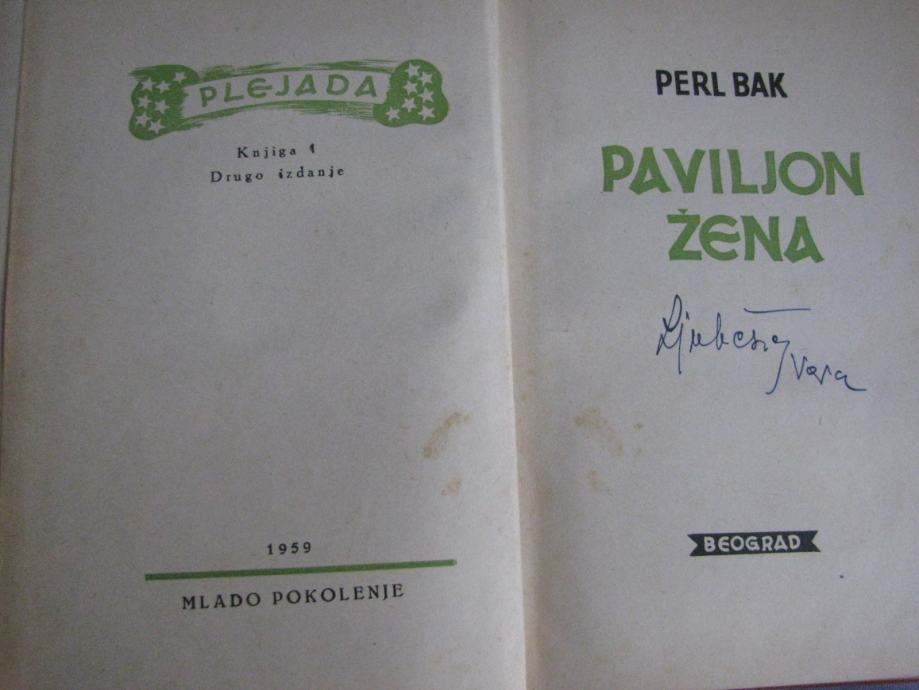 PLEJADA
Knjiga 1
Drugo izdanje
1959
MLADO POKOLENJE
PERL BAK
PAVILJON
ŽENA
BEOGRAD